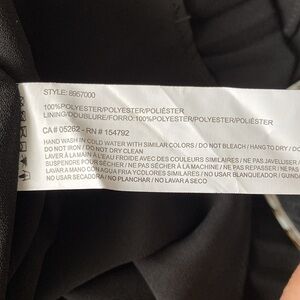 STYLE: 8957000
100%POLYESTER/POLYESTER/POLIÉSTER
LINING/DOUBLURE/FORRO:100%POLYESTER/POLYESTER/POLIÉSTER
CA# 05262 - RN # 154792
HAND WASH IN COLD WATER WITH SIMILAR COLORS / DO NOT BLEACH / HANG TO DRY / DO
DO NOT IRON / DO NOT DRY CLEAN
LAVER À LA MAIN À L'EAU FROIDE AVEC DES COULEURS SIMILAIRES / NE PAS JAVELLISER /
SUSPENDRE POUR SÉCHER / NE PAS SÉCHER À LA MACHINE / NE PAS REPASSER / NE PAS
LAVAR A MANO CON AGUA FRIA YCOLORES SIMILARES / NO USAR BLANQUEADOR /
NO USAR SECADORA / NO PLANCHAR / NO LAVAR A SECO